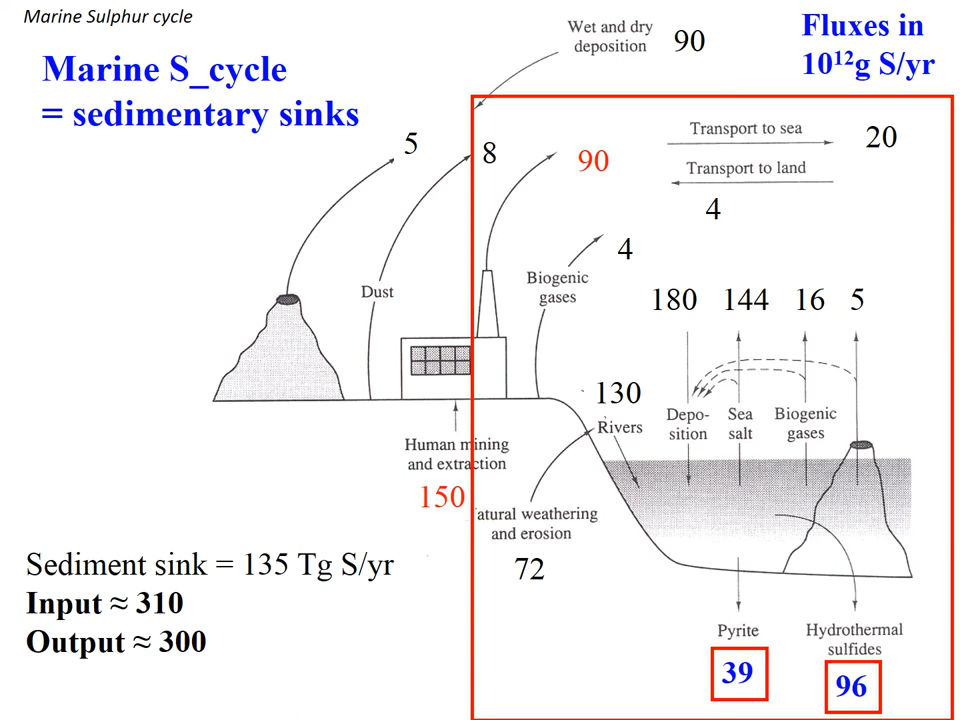 Marine Sulphur cycle
Marine S_cycle
= sedimentary sinks
Wet and dry
deposition
90
Fluxes in
10¹²g S/yr
5
8
90
Transport to sea
20
Transport to land
4
4
Dust
Biogenic
gases
180
144
16
5
130
Rivers
Depo-
sition
Sea
salt
Biogenic
gases
Human mining
and extraction
150
atural weathering
and erosion
72
Sediment sink = 135 Tg S/yr
Input ≈ 310
Output ≈ 300
Pyrite
39
Hydrothermal
sulfides
96